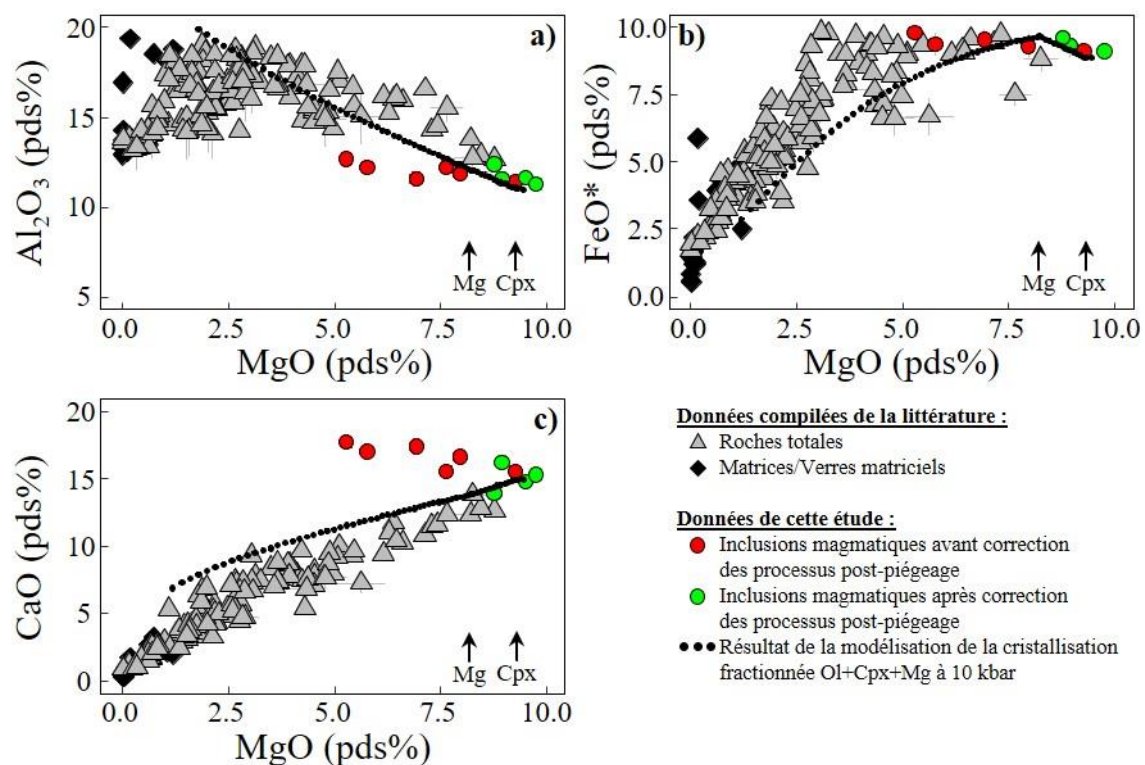 a)
20
15
10
5
Al₂O₃ (pds%)
Mg Cpx
0.0 2.5 5.0 7.5 10.0
MgO (pds%)
b)
10.0
7.5
5.0
2.5
0.0
FeO* (pds%)
Mg Cpx
0.0 2.5 5.0 7.5 10.0
MgO (pds%)
c)
20
15
10
5
0
CaO (pds%)
Mg Cpx
0.0 2.5 5.0 7.5 10.0
MgO (pds%)
Données compilées de la littérature :
Roches totales
Matrices/Verres matriciels
Données de cette étude :
Inclusions magmatiques avant correction
des processus post-piégeage
Inclusions magmatiques après correction
des processus post-piégeage
Résultat de la modélisation de la cristallisation
fractionnée Ol+Cpx+Mg à 10 kbar